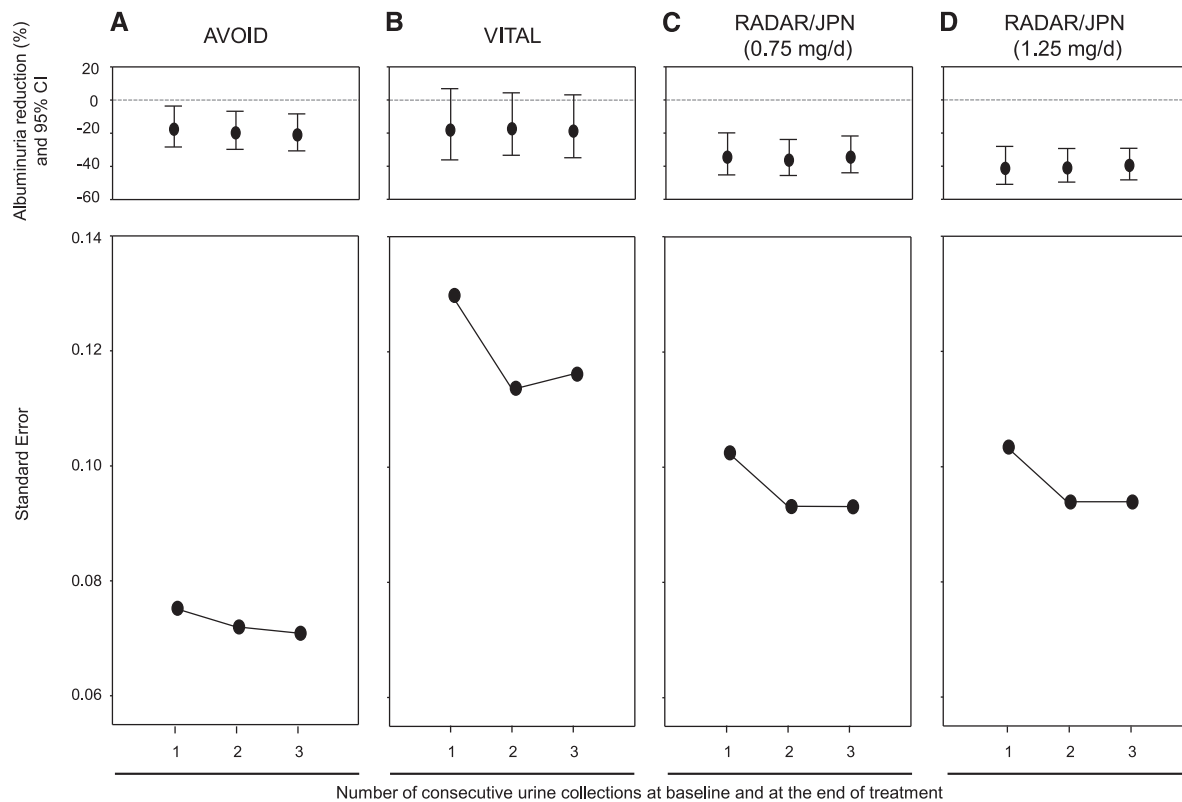 A
AVOID
B
VITAL
C
RADAR/JPN
(0.75 mg/d)
D
RADAR/JPN
(1.25 mg/d)
Albuminuria reduction (%)
and 95% CI
20
0
-20
-40
-60
Standard Error
0.14
0.12
0.10
0.08
0.06
1 2 3
1 2 3
1 2 3
1 2 3
Number of consecutive urine collections at baseline and at the end of treatment